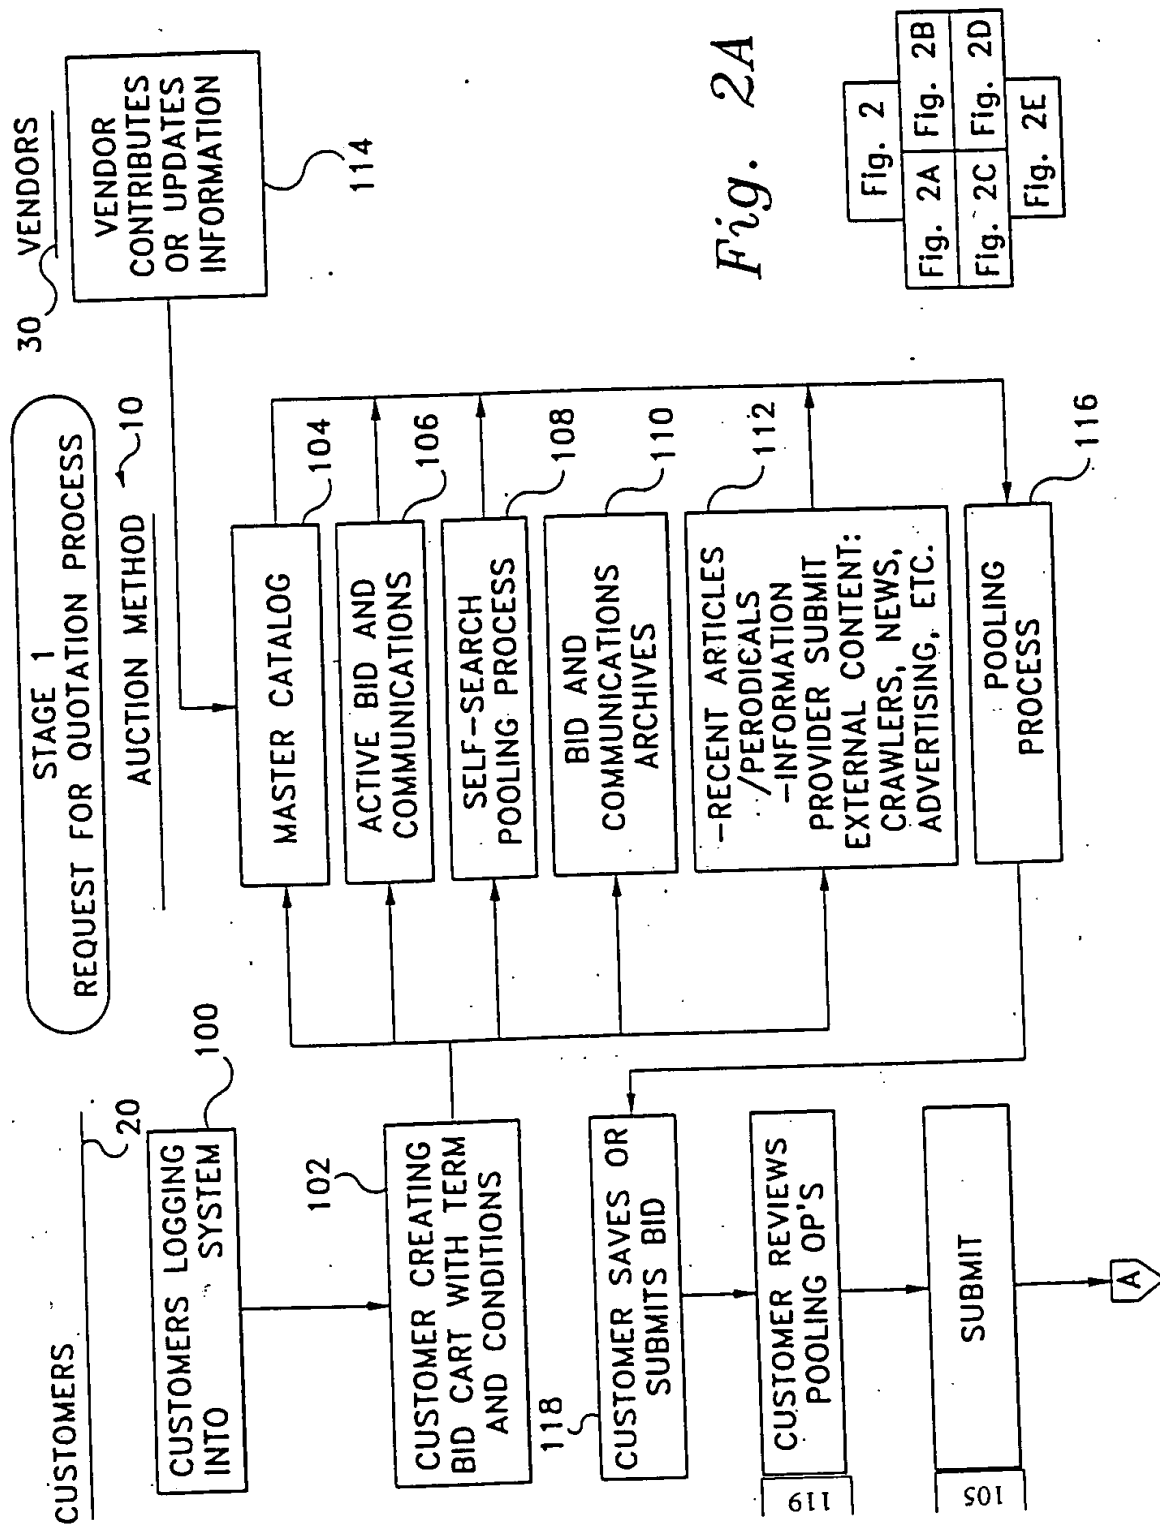 STAGE 1
REQUEST FOR QUOTATION PROCESS
CUSTOMERS
20
AUCTION METHOD
10
30
VENDORS
CUSTOMERS LOGGING
INTO SYSTEM
100
CUSTOMER CREATING
BID CART WITH TERM
AND CONDITIONS
102
MASTER CATALOG
104
ACTIVE BID AND
COMMUNICATIONS
106
SELF-SEARCH
POOLING PROCESS
108
BID AND
COMMUNICATIONS
ARCHIVES
110
-RECENT ARTICLES
/PERODICALS
-INFORMATION
PROVIDER SUBMIT
EXTERNAL CONTENT:
CRAWLERS, NEWS,
ADVERTISING, ETC.
112
POOLING
PROCESS
116
VENDOR
CONTRIBUTES
OR UPDATES
INFORMATION
114
118
CUSTOMER SAVES OR
SUBMITS BID
119
CUSTOMER REVIEWS
POOLING OP'S
105
SUBMIT
A
Fig. 2A
Fig. 2
Fig. 2A Fig. 2B
Fig. 2C Fig. 2D
Fig. 2E